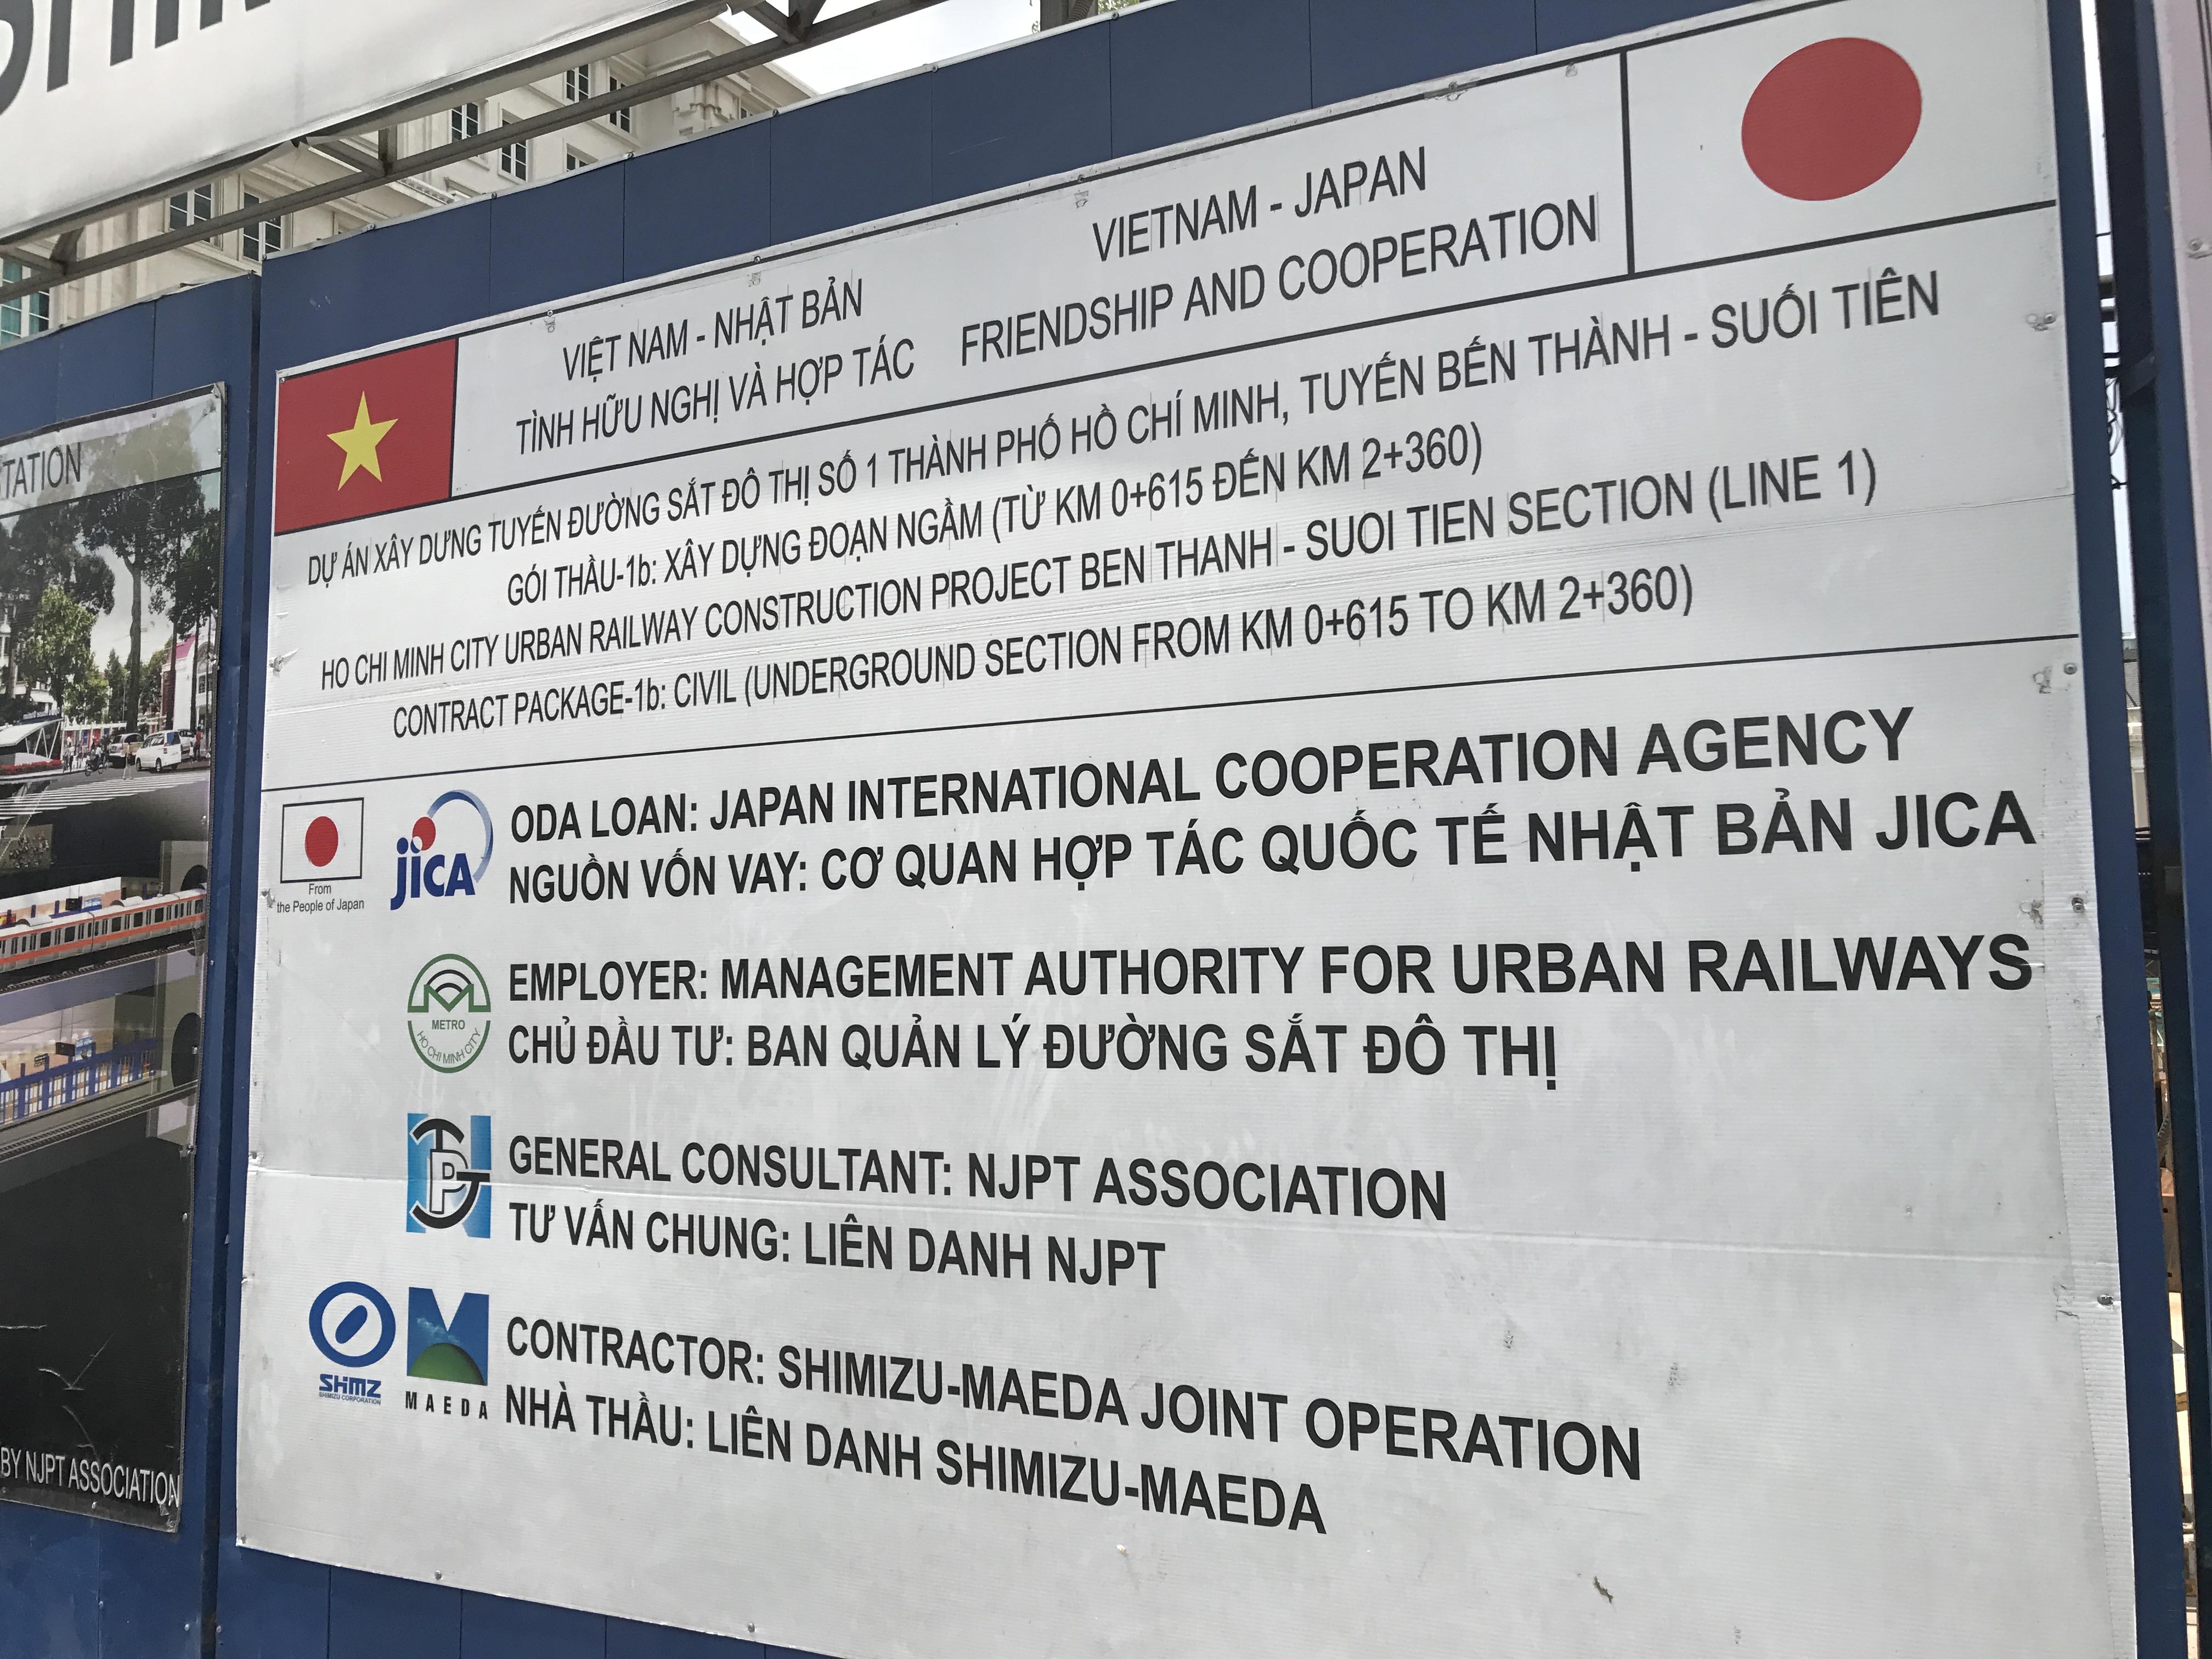 TATION
BY NJPT ASSOCIATION
VIỆT NAM - NHẬT BẢN
TÌNH HỮU NGHỊ VÀ HỢP TÁC
VIETNAM - JAPAN
FRIENDSHIP AND COOPERATION
DỰ ÁN XÂY DƯNG TUYẾN ĐƯỜNG SẮT ĐÔ THỊ SỐ 1 THÀNH PHỐ HỒ CHÍ MINH, TUYẾN BẾN THÀNH - SUỐI TIÊN
GÓI THẦU-1b: XÂY DỰNG ĐOẠN NGẦM (TỪ KM 0+615 ĐẾN KM 2+360)
HO CHI MINH CITY URBAN RAILWAY CONSTRUCTION PROJECT BEN THANH - SUOI TIEN SECTION (LINE 1)
CONTRACT PACKAGE-1b: CIVIL (UNDERGROUND SECTION FROM KM 0+615 TO KM 2+360)
From
the People of Japan
jICA
ODA LOAN: JAPAN INTERNATIONAL COOPERATION AGENCY
NGUỒN VỐN VAY: CƠ QUAN HỢP TÁC QUỐC TẾ NHẬT BẢN JICA
METRO
HO CHI MINH CITY
EMPLOYER: MANAGEMENT AUTHORITY FOR URBAN RAILWAYS
CHỦ ĐẦU TƯ: BAN QUẢN LÝ ĐƯỜNG SẮT ĐÔ THỊ
GENERAL CONSULTANT: NJPT ASSOCIATION
TƯ VẤN CHUNG: LIÊN DANH NJPT
SHMZ
SHIMIZU CORPORATION
MAEDA
CONTRACTOR: SHIMIZU-MAEDA JOINT OPERATION
NHÀ THẦU: LIÊN DANH SHIMIZU-MAEDA